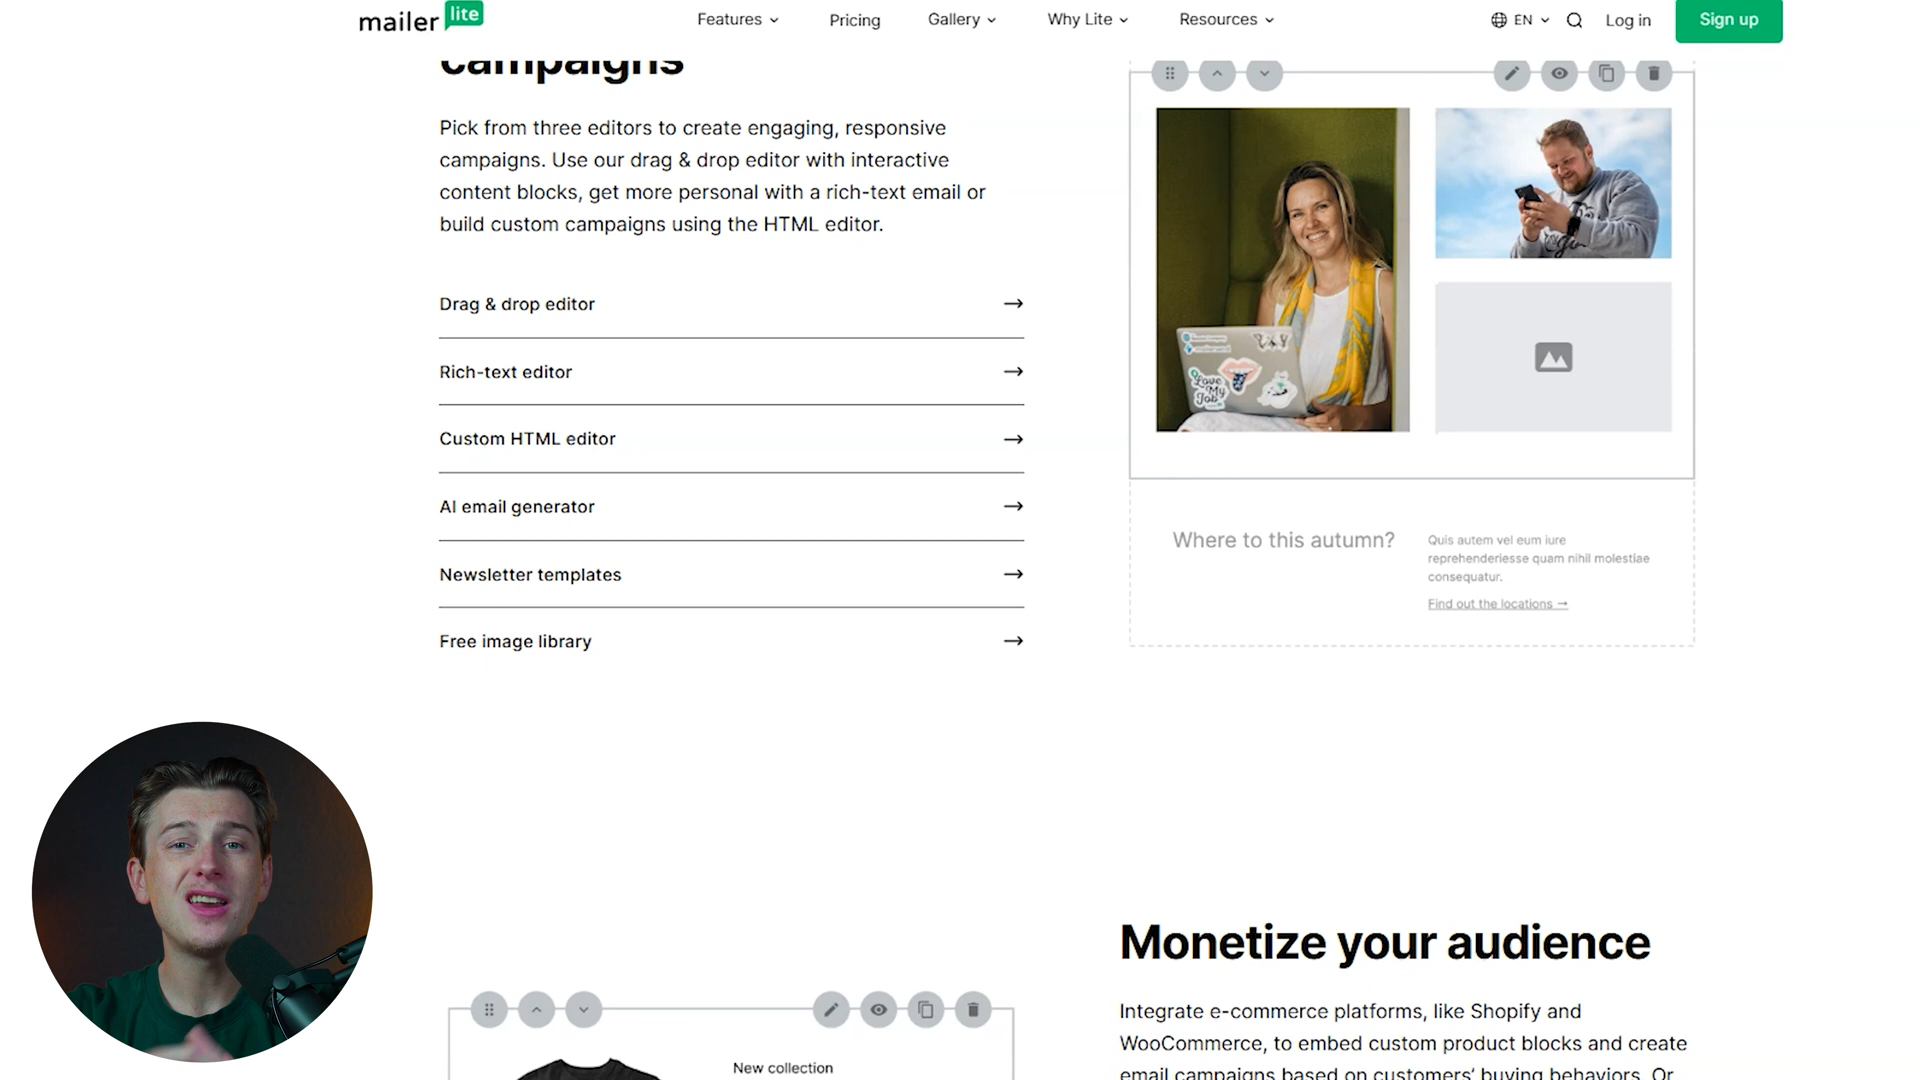 mailer lite
Features
Pricing
Gallery
Why Lite
Resources
EN
Log in
Sign up
campaigns
Pick from three editors to create engaging, responsive
campaigns. Use our drag & drop editor with interactive
content blocks, get more personal with a rich-text email or
build custom campaigns using the HTML editor.
Drag & drop editor →
Rich-text editor →
Custom HTML editor →
AI email generator →
Newsletter templates →
Free image library →
Love
My
Job
Where to this autumn?
Quis autem vel eum iure
reprehenderiesse quam nihil molestiae
consequatur.
Find out the locations →
Monetize your audience
Integrate e-commerce platforms, like Shopify and
WooCommerce, to embed custom product blocks and create
email campaigns based on customers' buying behaviors. Or
New collection